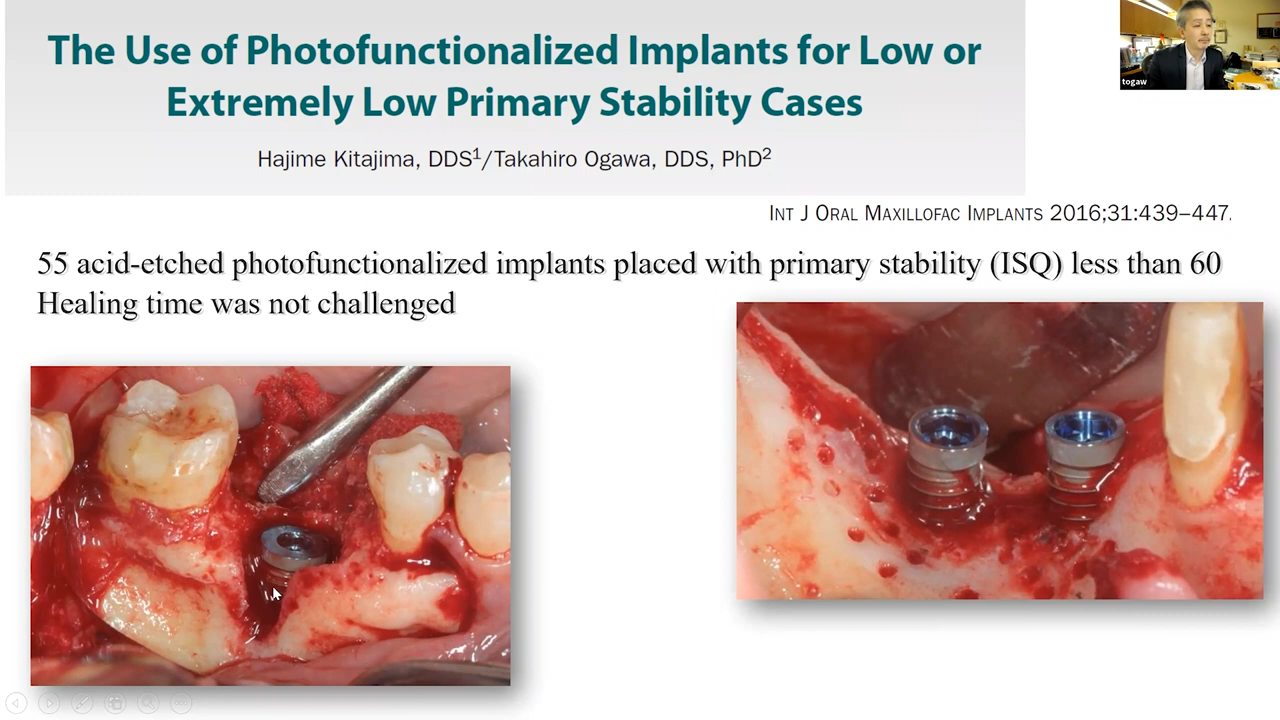 The Use of Photofunctionalized Implants for Low or
Extremely Low Primary Stability Cases
Hajime Kitajima, DDS1/Takahiro Ogawa, DDS, PhD2
INT J ORAL MAXILLOFAC IMPLANTS 2016;31:439–447.
55 acid-etched photofunctionalized implants placed with primary stability (ISQ) less than 60
Healing time was not challenged
togaw